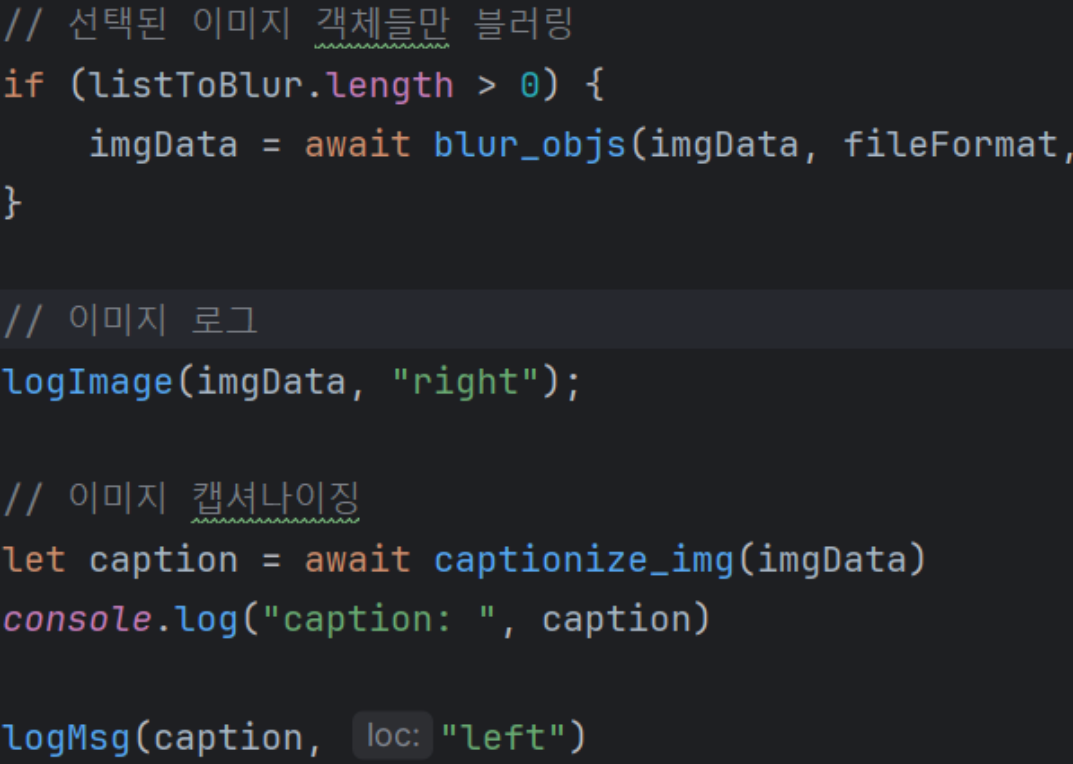 // 선택된 이미지 객체들만 블러링
if (listToBlur.length > 0) {
    imgData = await blur_objs(imgData, fileFormat,
}
// 이미지 로그
logImage(imgData, "right");
// 이미지 캡셔나이징
let caption = await captionize_img(imgData)
console.log("caption: ", caption)
logMsg(caption, loc: "left")